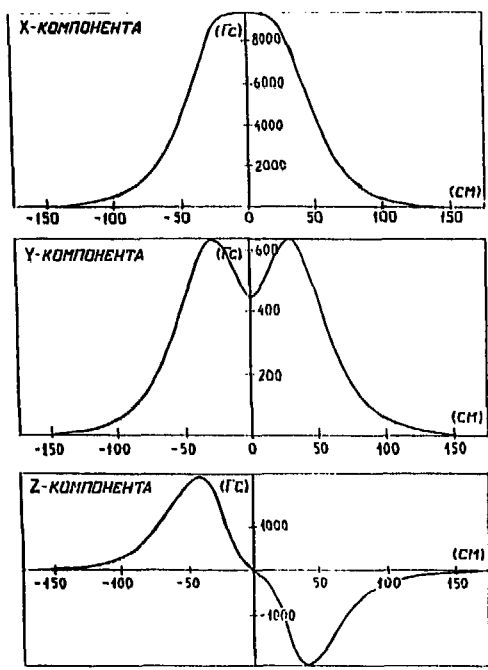 X-КОМПОНЕНТА (Гс)
8000
6000
4000
2000
(СМ)
-150 -100 -50 0 50 100 150
Y-КОМПОНЕНТА (Гс) 600
400
200
(СМ)
-150 -100 -50 0 50 100 150
Z-КОМПОНЕНТА (ГС)
1000
(СМ)
-150 -100 -50 50 100 150
-1000